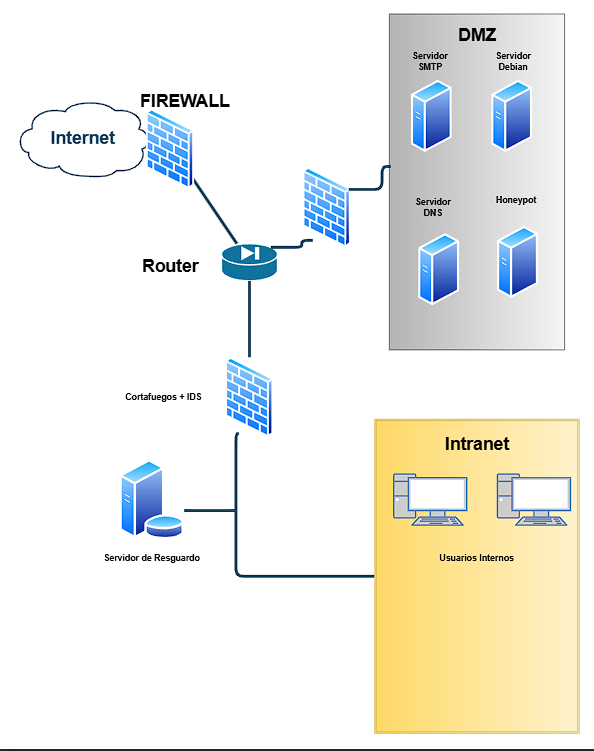 DMZ
Servidor
SMTP
Servidor
Debian
FIREWALL
Internet
Servidor
DNS
Honeypot
Router
Cortafuegos + IDS
Intranet
Servidor de Resguardo
Usuarios Internos